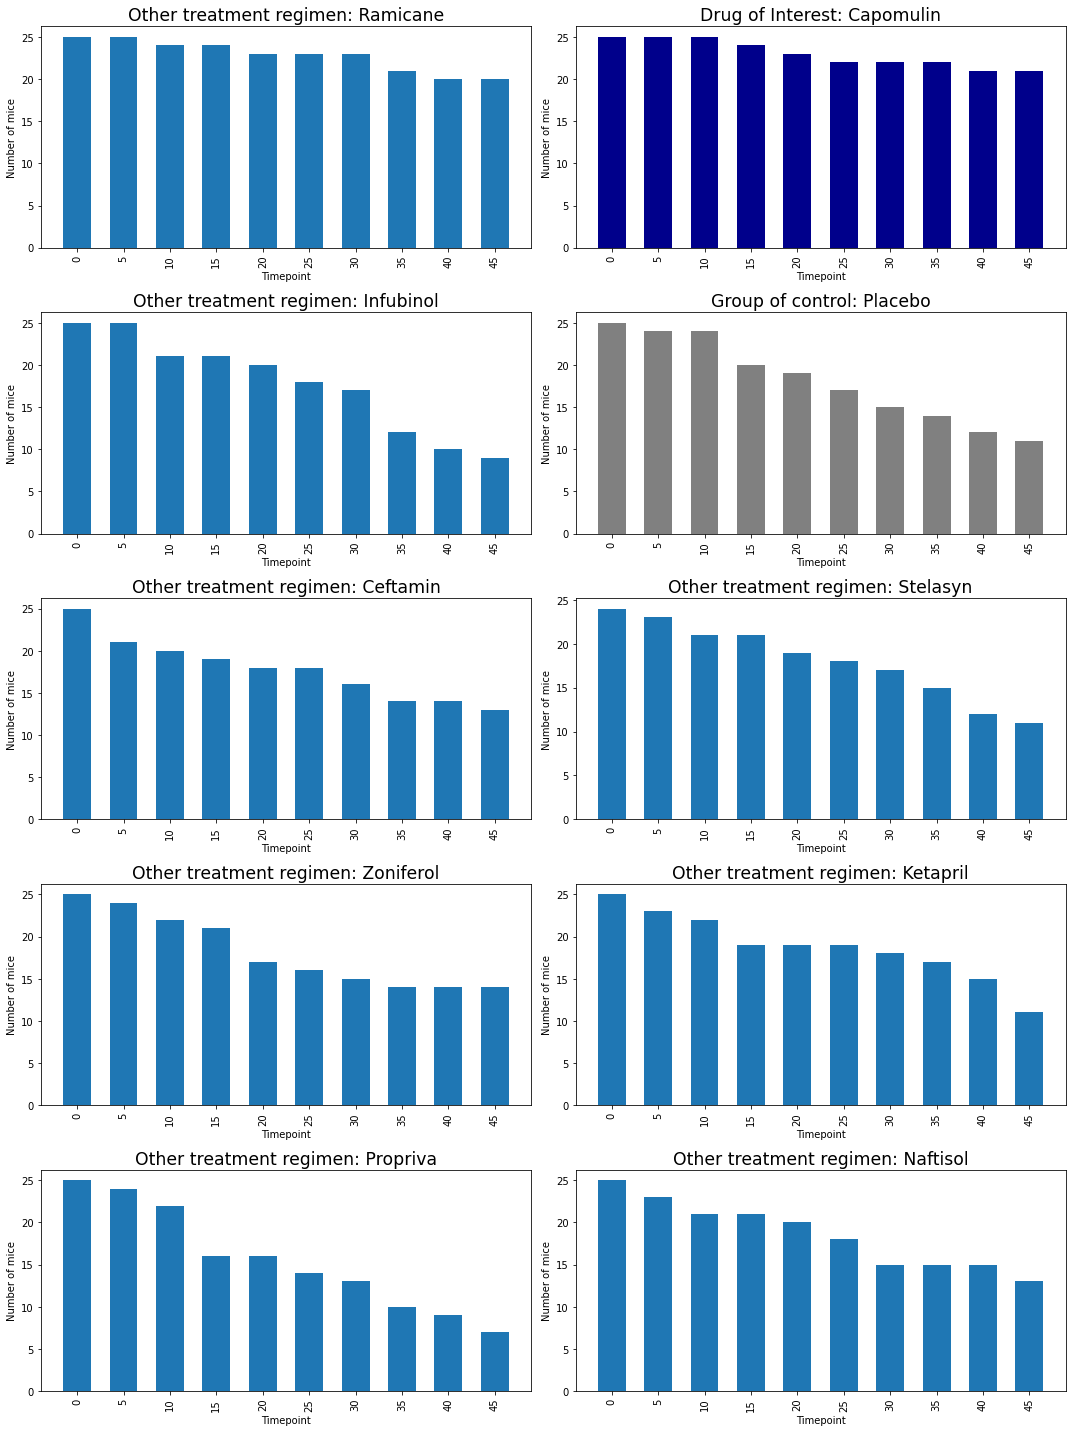 Other treatment regimen: Ramicane
Number of mice
25
20
15
10
5
0
0 5 10 15 20 25 30 35 40 45
Timepoint
Drug of Interest: Capomulin
Number of mice
25
20
15
10
5
0
0 5 10 15 20 25 30 35 40 45
Timepoint
Other treatment regimen: Infubinol
Number of mice
25
20
15
10
5
0
0 5 10 15 20 25 30 35 40 45
Timepoint
Group of control: Placebo
Number of mice
25
20
15
10
5
0
0 5 10 15 20 25 30 35 40 45
Timepoint
Other treatment regimen: Ceftamin
Number of mice
25
20
15
10
5
0
0 5 10 15 20 25 30 35 40 45
Timepoint
Other treatment regimen: Stelasyn
Number of mice
25
20
15
10
5
0
0 5 10 15 20 25 30 35 40 45
Timepoint
Other treatment regimen: Zoniferol
Number of mice
25
20
15
10
5
0
0 5 10 15 20 25 30 35 40 45
Timepoint
Other treatment regimen: Ketapril
Number of mice
25
20
15
10
5
0
0 5 10 15 20 25 30 35 40 45
Timepoint
Other treatment regimen: Propriva
Number of mice
25
20
15
10
5
0
0 5 10 15 20 25 30 35 40 45
Timepoint
Other treatment regimen: Naftisol
Number of mice
25
20
15
10
5
0
0 5 10 15 20 25 30 35 40 45
Timepoint